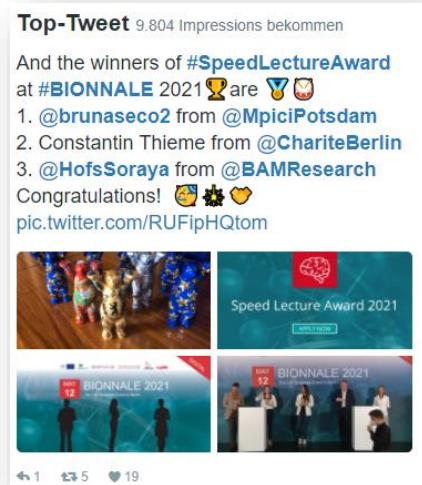 Top-Tweet 9.804 Impressions bekommen
And the winners of #SpeedLectureAward
at #BIONNALE 2021🏆are 🏅
1. @brunaseco2 from @MpiciPotsdam
2. Constantin Thieme from @ChariteBerlin
3. @HofsSoraya from @BAMResearch
Congratulations!
pic.twitter.com/RUFipHQtom
Speed Lecture Award 2021
APPLY NOW
DIGITAL
MAY
12
BIONNALE 2021
MAY
12
BIONNALE 2021
1 5 19